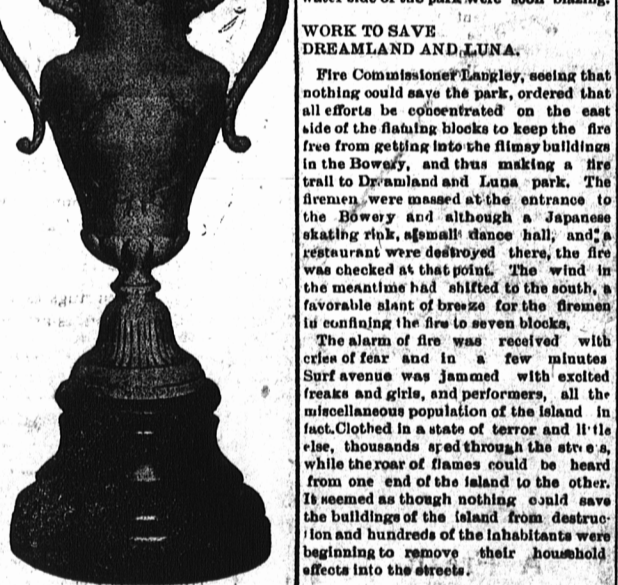 water side of the park were soon blazing.
WORK TO SAVE
DREAMLAND AND LUNA.
Fire Commissioner Langley, seeing that
nothing could save the park, ordered that
all efforts be concentrated on the east
side of the flaming blocks to keep the fire
free from getting into the flimsy buildings
in the Bowery, and thus making a fire
trail to Dreamland and Luna park. The
firemen were massed at the entrance to
the Bowery and although a Japanese
skating rink, a small dance hall, and a
restaurant were destroyed there, the fire
was checked at that point. The wind in
the meantime had shifted to the south, a
favorable slant of breeze for the firemen
in confining the fire to seven blocks,
The alarm of fire was received with
cries of fear and in a few minutes
Surf avenue was jammed with excited
freaks and girls, and performers, all the
miscellaneous population of the island in
fact. Clothed in a state of terror and little
else, thousands sped through the streets,
while the roar of flames could be heard
from one end of the island to the other.
It seemed as though nothing could save
the buildings of the island from destruc-
tion and hundreds of the inhabitants were
beginning to remove their household
effects into the streets.